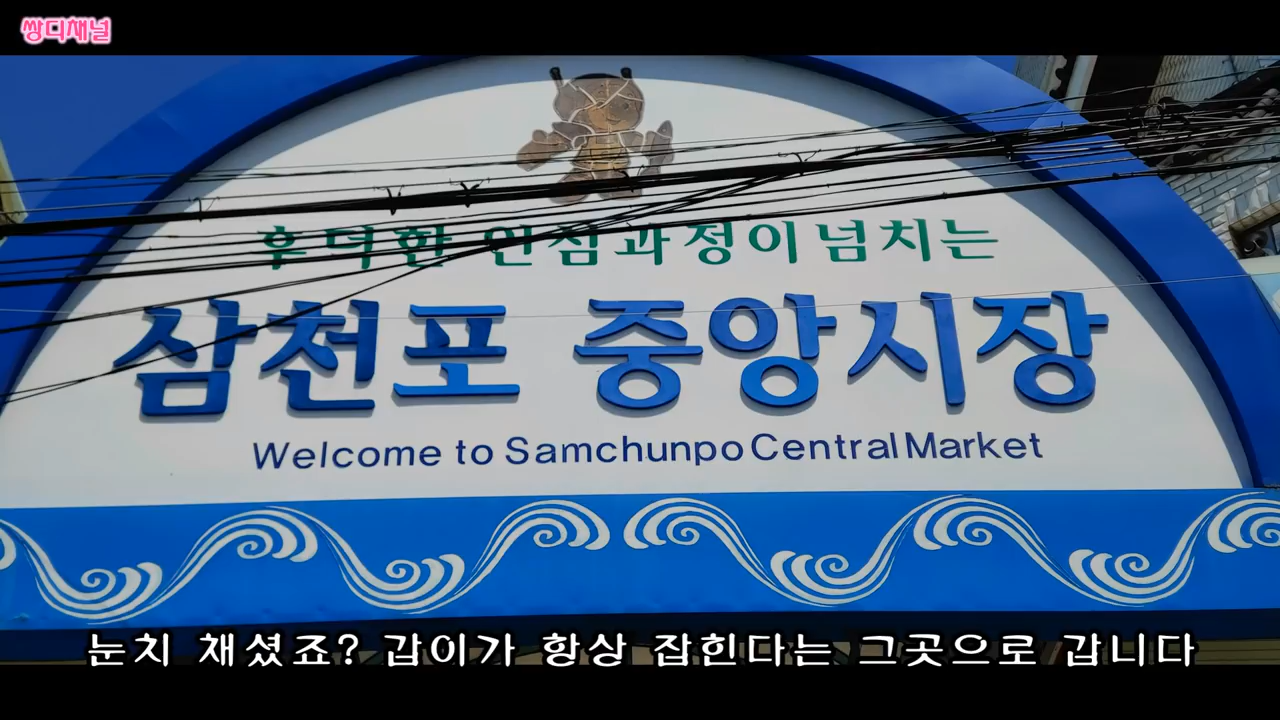 쌍디채널
후덕한 인심과 정이 넘치는
삼천포 중앙시장
Welcome to Samchunpo Central Market
눈치 채셨죠? 갑이가 항상 잡힌다는 그곳으로 갑니다